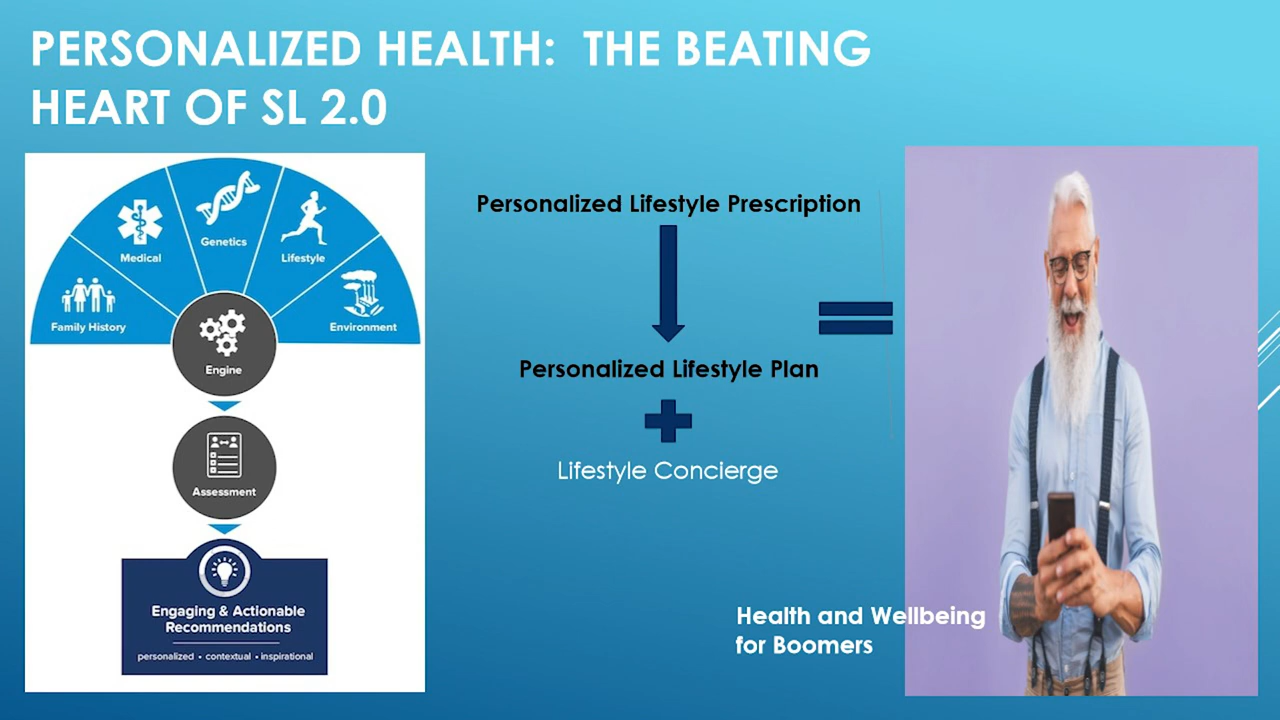 PERSONALIZED HEALTH: THE BEATING
HEART OF SL 2.0
Family History
Medical
Genetics
Lifestyle
Environment
Engine
Assessment
Engaging & Actionable
Recommendations
personalized • contextual • inspirational
Personalized Lifestyle Prescription
Personalized Lifestyle Plan
Lifestyle Concierge
Health and Wellbeing
for Boomers